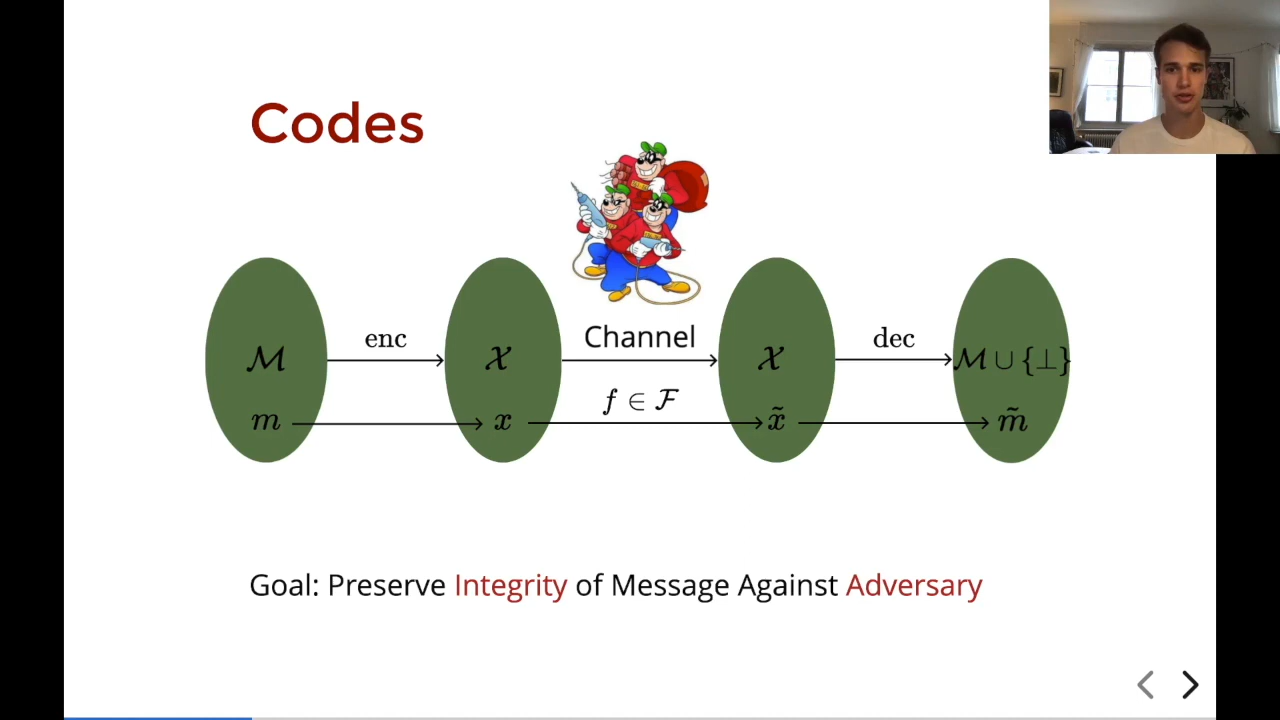 Codes
enc
Channel
dec
ℳ
𝒳
𝒳
ℳ ∪ {⊥}
f ∈ ℱ
m
x
x̃
m̃
Goal: Preserve Integrity of Message Against Adversary